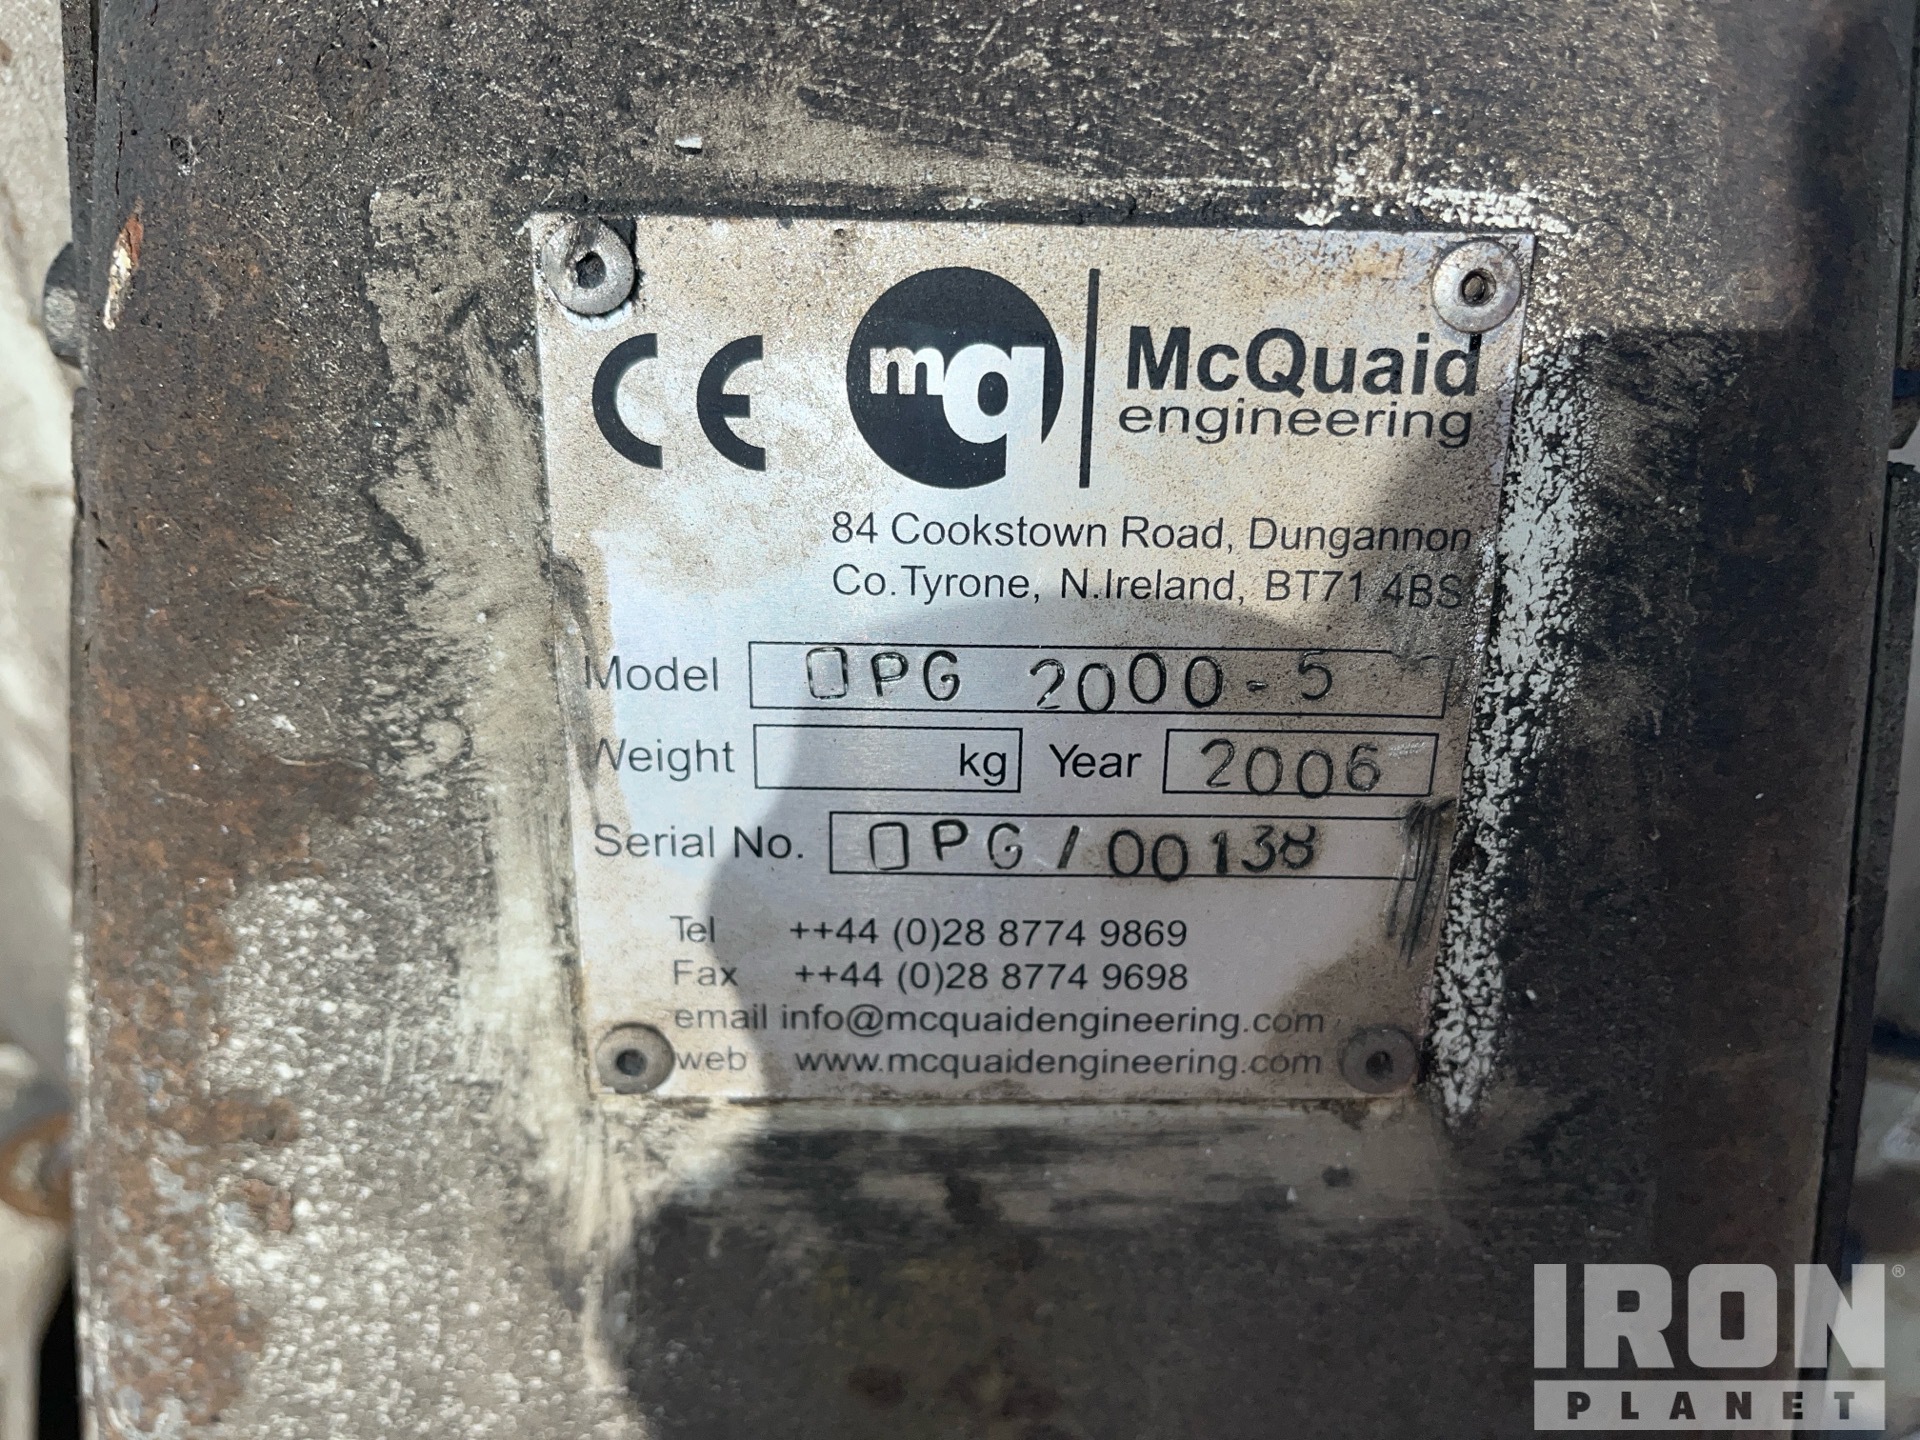 CE mq McQuaid
engineering
84 Cookstown Road, Dungannon
Co.Tyrone, N.Ireland, BT71 4BS
Model OPG 2000-5
Weight kg Year 2006
Serial No. OPG/00138
Tel ++44 (0)28 8774 9869
Fax ++44 (0)28 8774 9698
email info@mcquaidengineering.com
web www.mcquaidengineering.com
IRON®
PLANET